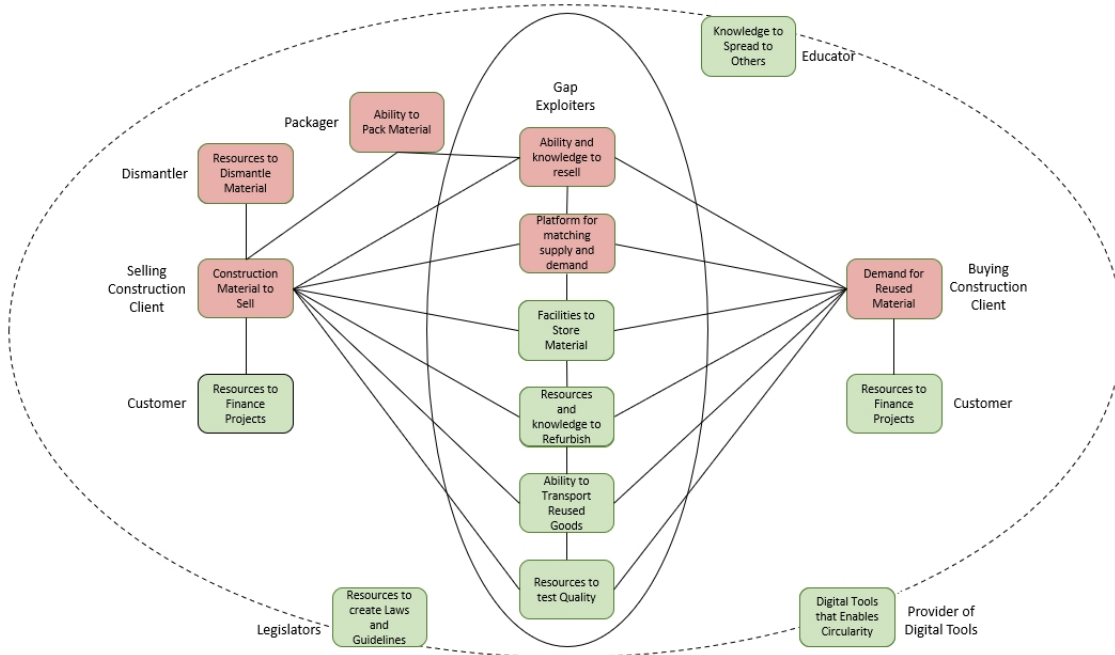 Knowledge to
Spread to
Others
Educator
Gap
Exploiters
Packager
Ability to
Pack Material
Ability and
knowledge to
resell
Dismantler
Resources to
Dismantle
Material
Platform for
matching
supply and
demand
Selling
Construction
Client
Construction
Material to
Sell
Demand for
Reused
Material
Buying
Construction
Client
Facilities to
Store
Material
Customer
Resources to
Finance
Projects
Resources
and
knowledge to
Refurbish
Resources to
Finance
Projects
Customer
Ability to
Transport
Reused
Goods
Resources to
test Quality
Legislators
Resources to
create Laws
and
Guidelines
Digital Tools
that Enables
Circularity
Provider of
Digital Tools